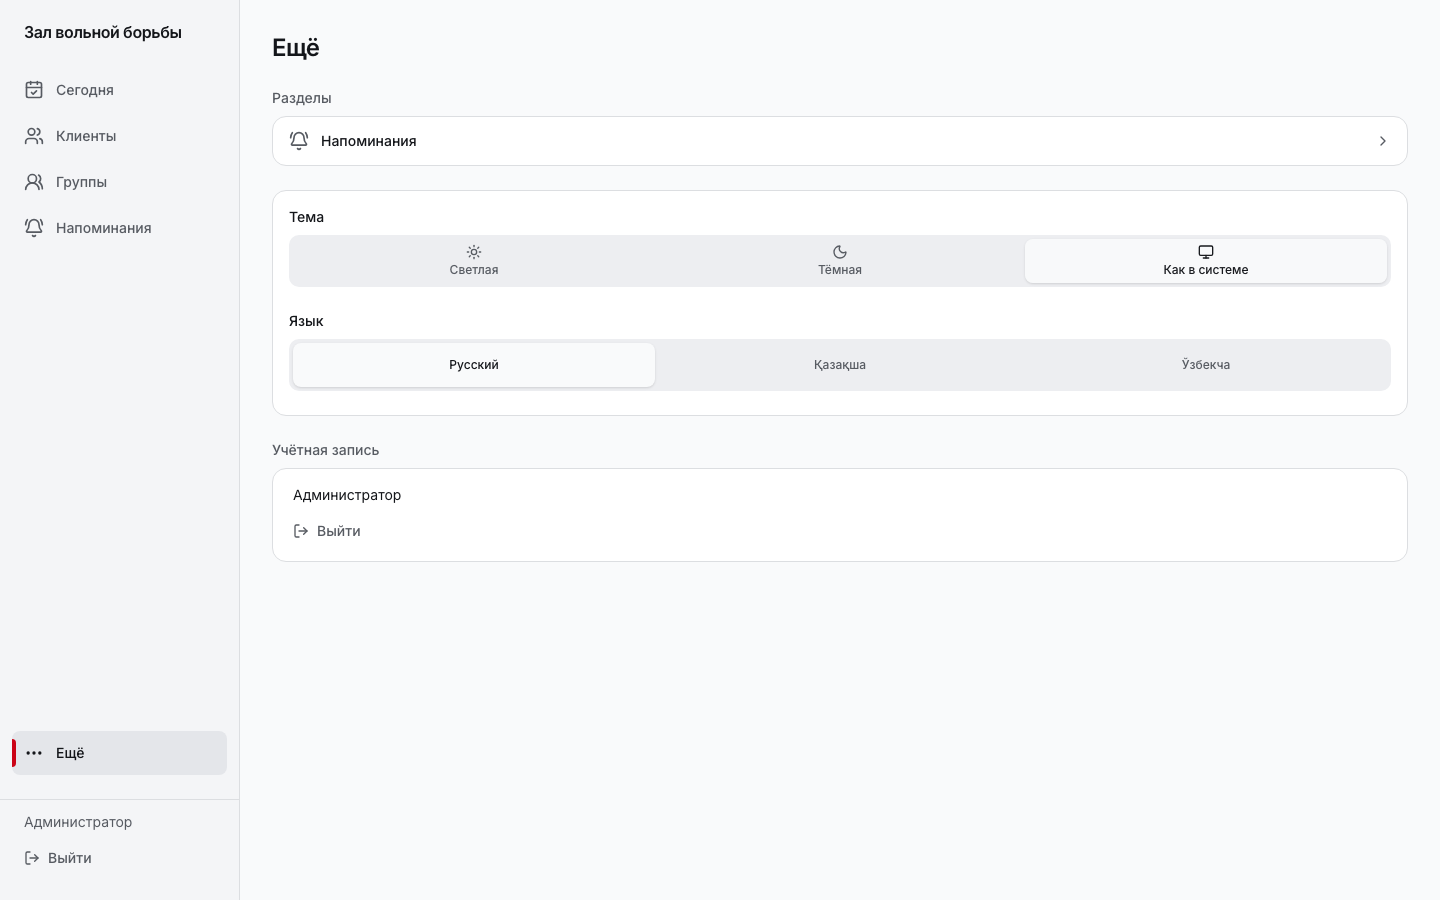 Зал вольной борьбы
Сегодня
Клиенты
Группы
Напоминания
Ещё
Администратор
Выйти
Ещё
Разделы
Напоминания
Тема
Светлая
Тёмная
Как в системе
Язык
Русский
Қазақша
Ўзбекча
Учётная запись
Администратор
Выйти